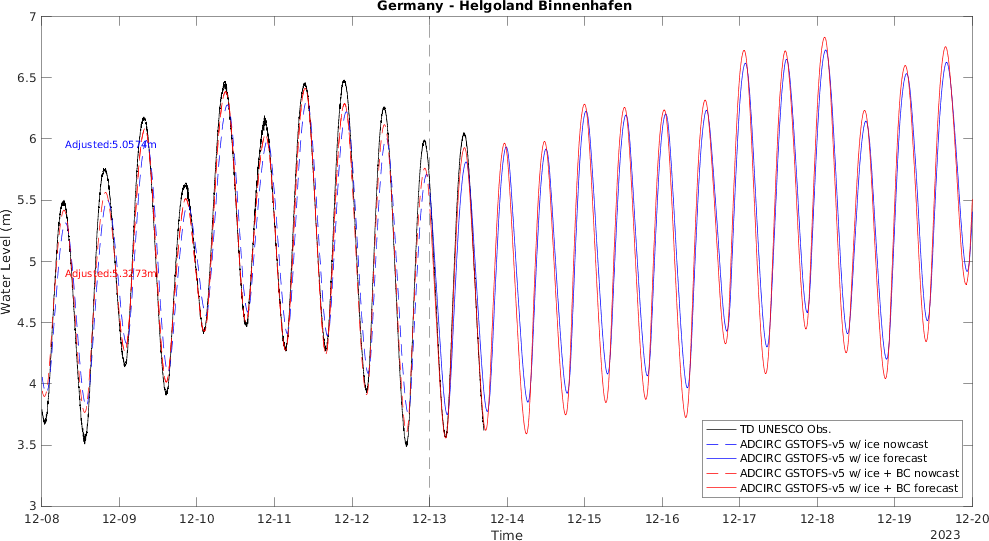 Germany - Helgoland Binnenhafen
7
6.5
6
5.5
5
4.5
4
3.5
3
Water Level (m)
Adjusted:5.0574m
Adjusted:5.3273m
TD UNESCO Obs.
ADCIRC GSTOFS-v5 w/ ice nowcast
ADCIRC GSTOFS-v5 w/ ice forecast
ADCIRC GSTOFS-v5 w/ ice + BC nowcast
ADCIRC GSTOFS-v5 w/ ice + BC forecast
12-08 12-09 12-10 12-11 12-12 12-13 12-14 12-15 12-16 12-17 12-18 12-19 12-20
Time
2023